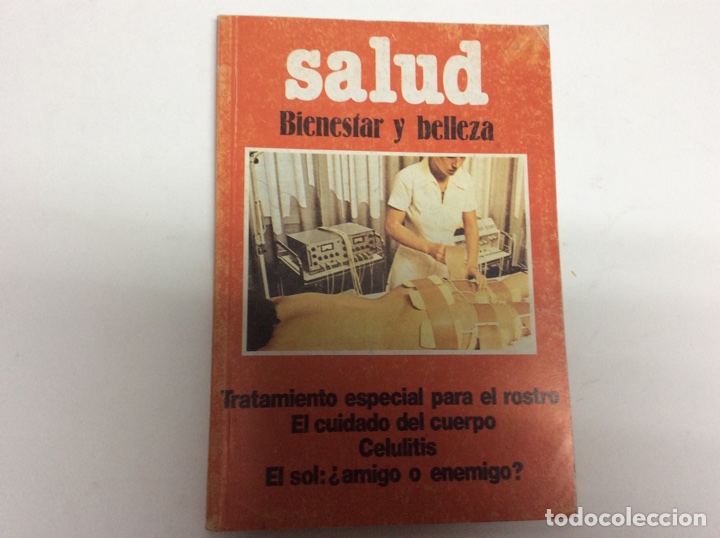 salud
Bienestar y belleza
Tratamiento especial para el rostro
El cuidado del cuerpo
Celulitis
El sol: ¿amigo o enemigo?
todocoleccion